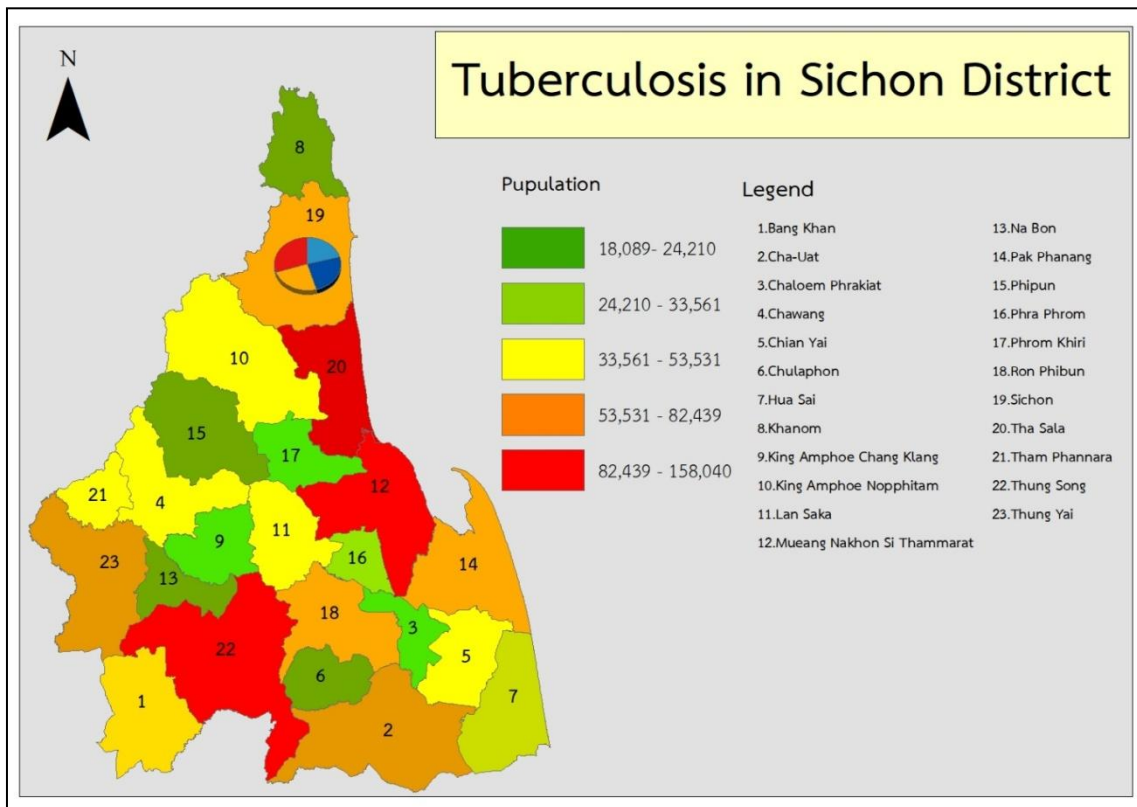 Tuberculosis in Sichon District
N
Pupulation
18,089- 24,210
24,210 - 33,561
33,561 - 53,531
53,531 - 82,439
82,439 - 158,040
Legend
1.Bang Khan
2.Cha-Uat
3.Chaloem Phrakiat
4.Chawang
5.Chian Yai
6.Chulaphon
7.Hua Sai
8.Khanom
9.King Amphoe Chang Klang
10.King Amphoe Nopphitam
11.Lan Saka
12.Mueang Nakhon Si Thammarat
13.Na Bon
14.Pak Phanang
15.Phipun
16.Phra Phrom
17.Phrom Khiri
18.Ron Phibun
19.Sichon
20.Tha Sala
21.Tham Phannara
22.Thung Song
23.Thung Yai
8
19
10
20
15
17
12
21
4
11
9
16
14
23
13
18
3
22
5
6
1
7
2